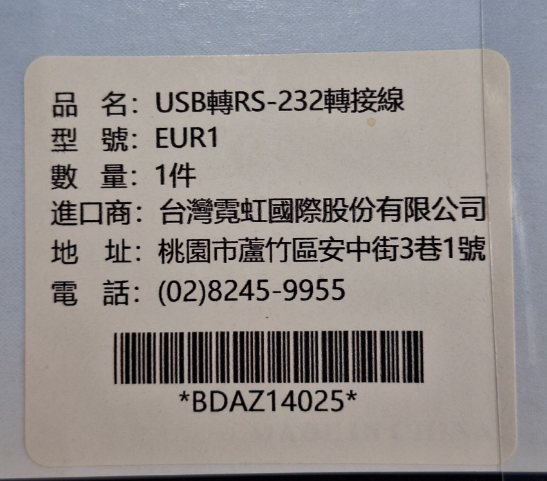 品 名：USB轉RS-232轉接線
型 號：EUR1
數 量：1件
進口商：台灣霓虹國際股份有限公司
地 址：桃園市蘆竹區安中街3巷1號
電 話：(02)8245-9955
*BDAZ14025*